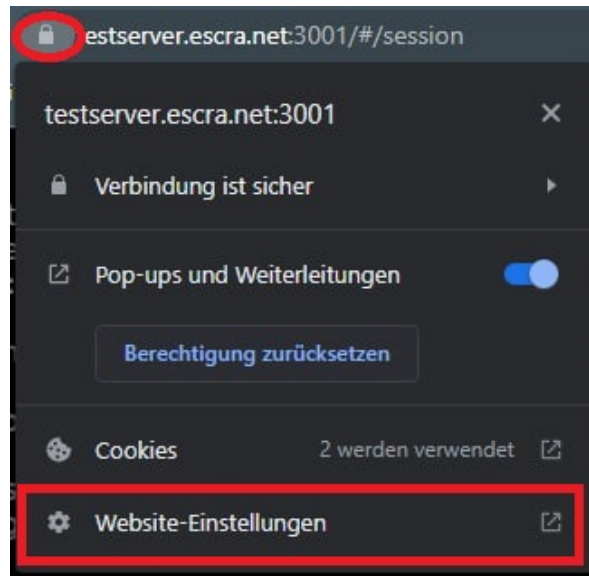 testserver.escra.net:3001/#/session
testserver.escra.net:3001
Verbindung ist sicher
Pop-ups und Weiterleitungen
Berechtigung zurücksetzen
Cookies 2 werden verwendet
Website-Einstellungen